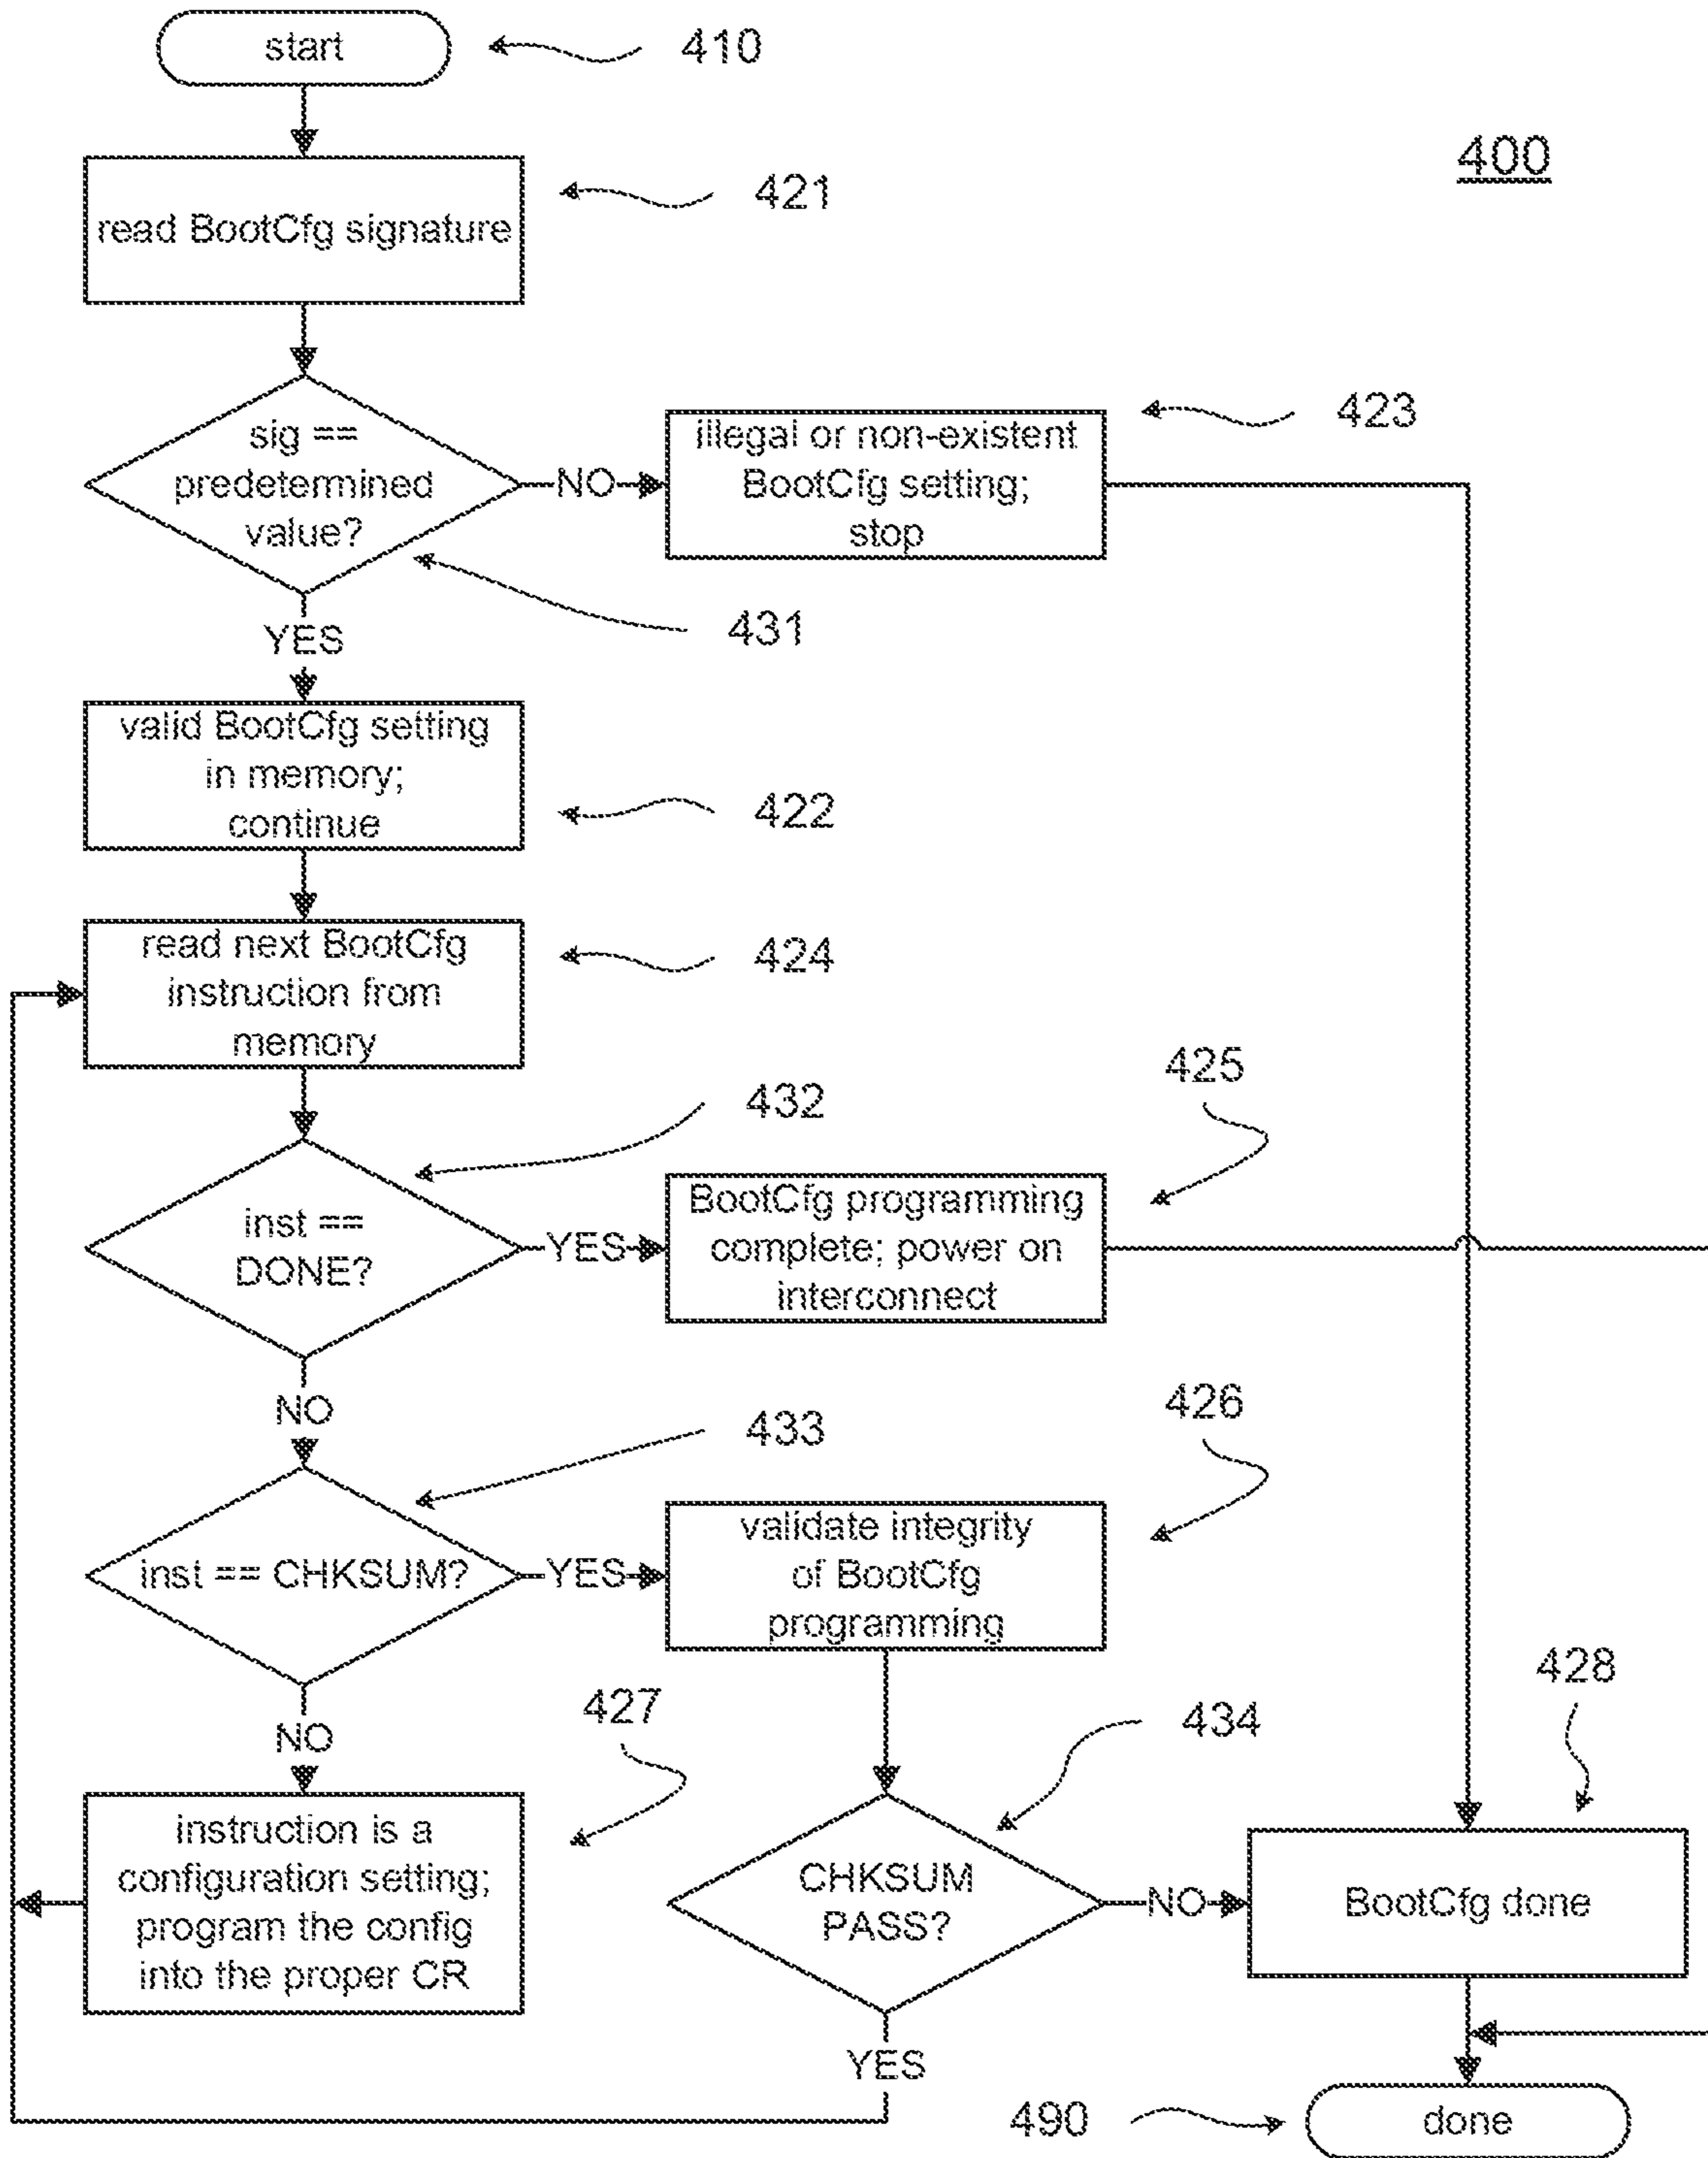 start
410
400
421
read BootCfg signature
423
sig ==
predetermined
value?
NO
illegal or non-existent
BootCfg setting;
stop
431
YES
valid BootCfg setting
in memory;
continue
422
read next BootCfg
instruction from
memory
424
432
425
inst ==
DONE?
YES
BootCfg programming
complete; power on
interconnect
NO
433
426
inst == CHKSUM?
YES
validate integrity
of BootCfg
programming
NO
427
434
428
instruction is a
configuration setting;
program the config
into the proper CR
CHKSUM
PASS?
NO
BootCfg done
YES
490
done